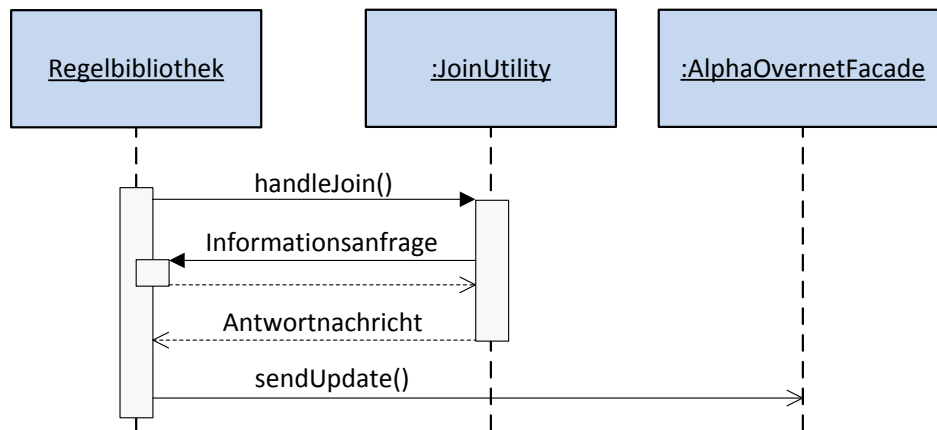 Regelbibliothek
:JoinUtility
:AlphaOvernetFacade
handleJoin()
Informationsanfrage
Antwortnachricht
sendUpdate()